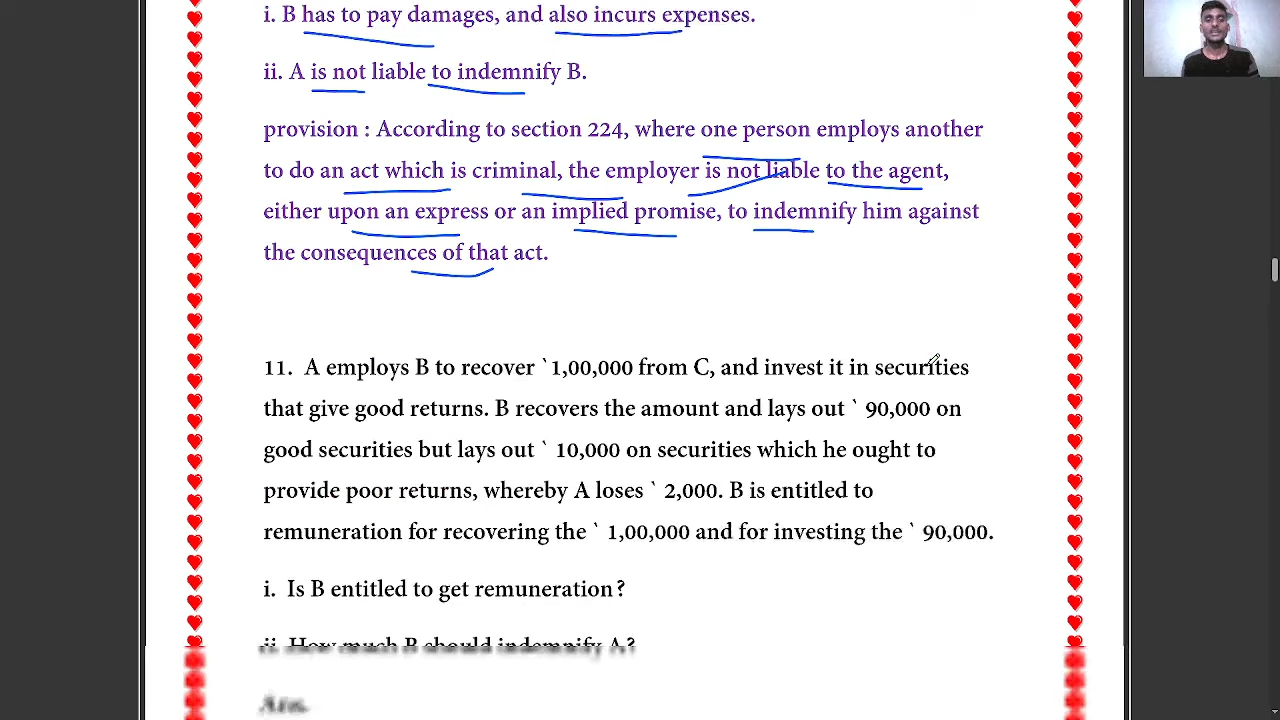 i. B has to pay damages, and also incurs expenses.
ii. A is not liable to indemnify B.
provision : According to section 224, where one person employs another
to do an act which is criminal, the employer is not liable to the agent,
either upon an express or an implied promise, to indemnify him against
the consequences of that act.
11. A employs B to recover `1,00,000 from C, and invest it in securities
that give good returns. B recovers the amount and lays out ` 90,000 on
good securities but lays out ` 10,000 on securities which he ought to
provide poor returns, whereby A loses ` 2,000. B is entitled to
remuneration for recovering the ` 1,00,000 and for investing the ` 90,000.
i. Is B entitled to get remuneration?
ii. How much B should indemnify A?
Ans.